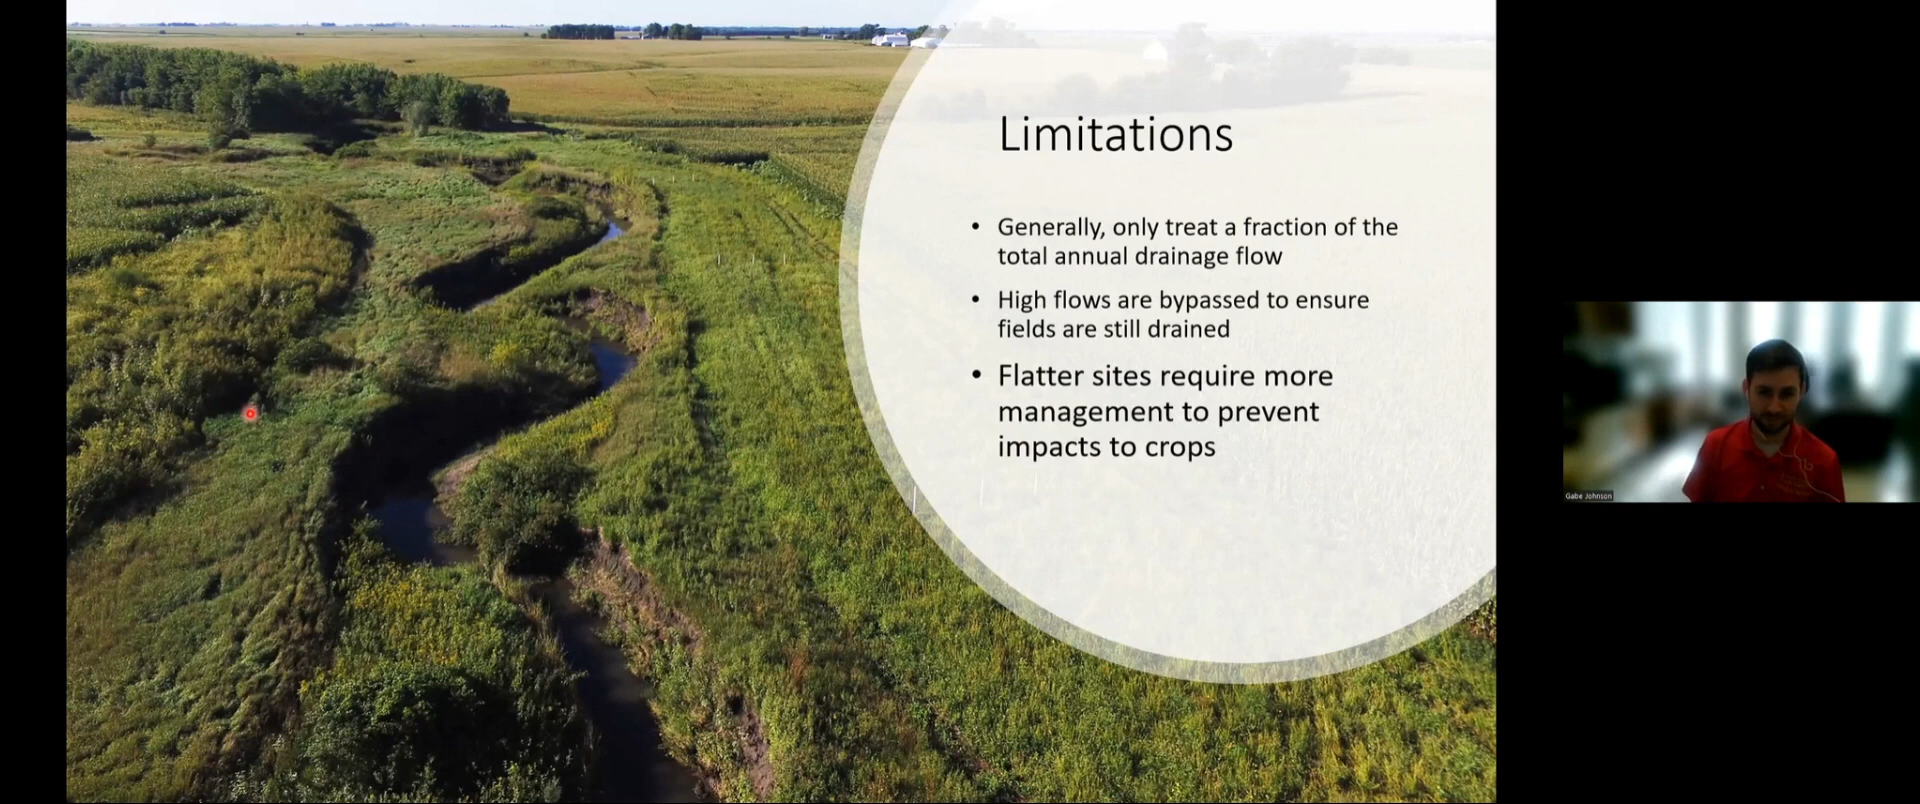 Limitations
• Generally, only treat a fraction of the
total annual drainage flow
• High flows are bypassed to ensure
fields are still drained
• Flatter sites require more
management to prevent
impacts to crops
Gabe Johnson